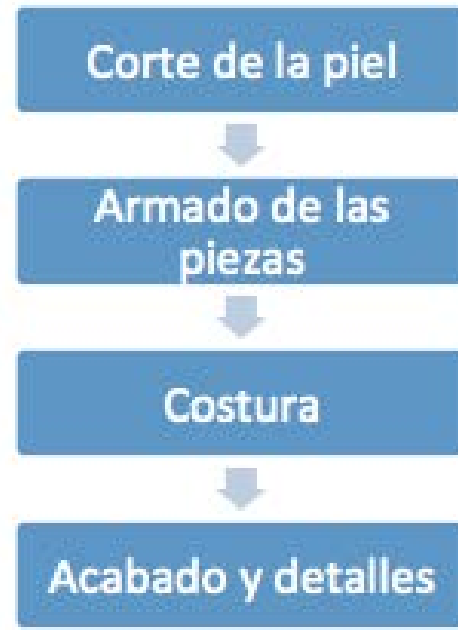 Corte de la piel
Armado de las
piezas
Costura
Acabado y detalles